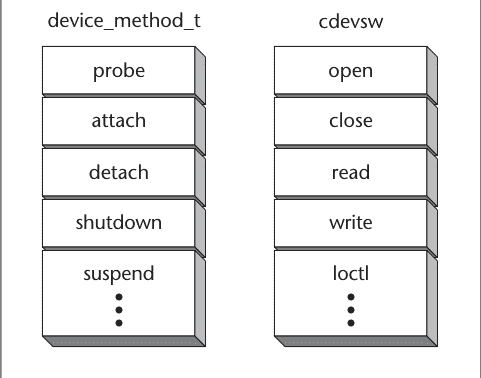 device_method_t
probe
attach
detach
shutdown
suspend
cdevsw
open
close
read
write
loctl